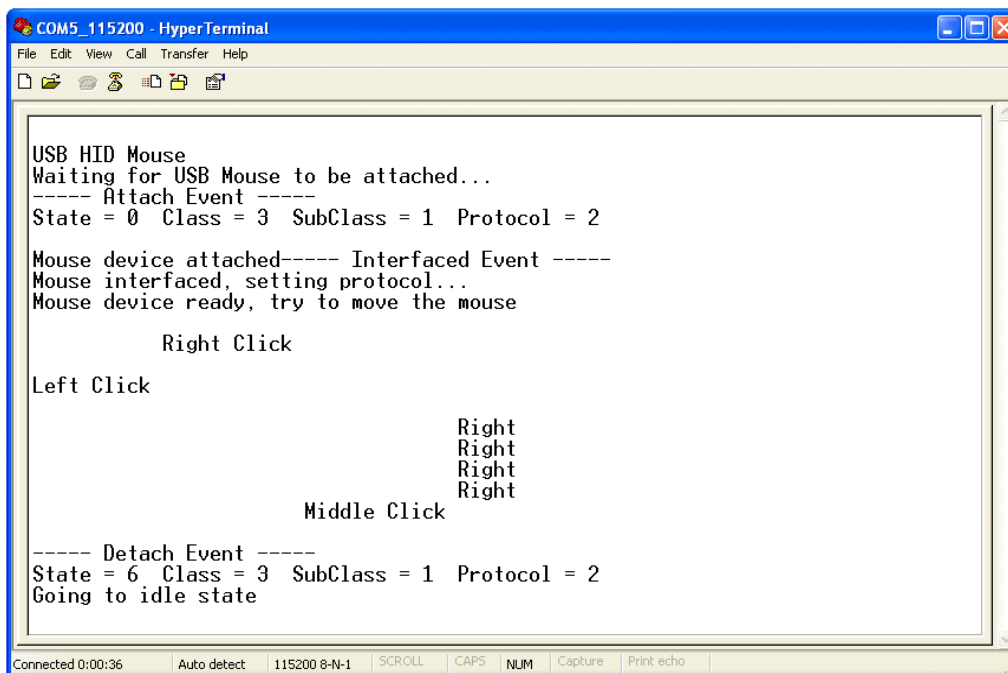 COM5_115200 - HyperTerminal
File Edit View Call Transfer Help
USB HID Mouse
Waiting for USB Mouse to be attached...
----- Attach Event -----
State = 0 Class = 3 SubClass = 1 Protocol = 2
Mouse device attached----- Interfaced Event -----
Mouse interfaced, setting protocol...
Mouse device ready, try to move the mouse
Right Click
Left Click
Right
Right
Right
Right
Middle Click
----- Detach Event -----
State = 6 Class = 3 SubClass = 1 Protocol = 2
Going to idle state
Connected 0:00:36 Auto detect 115200 8-N-1 SCROLL CAPS NUM Capture Print echo